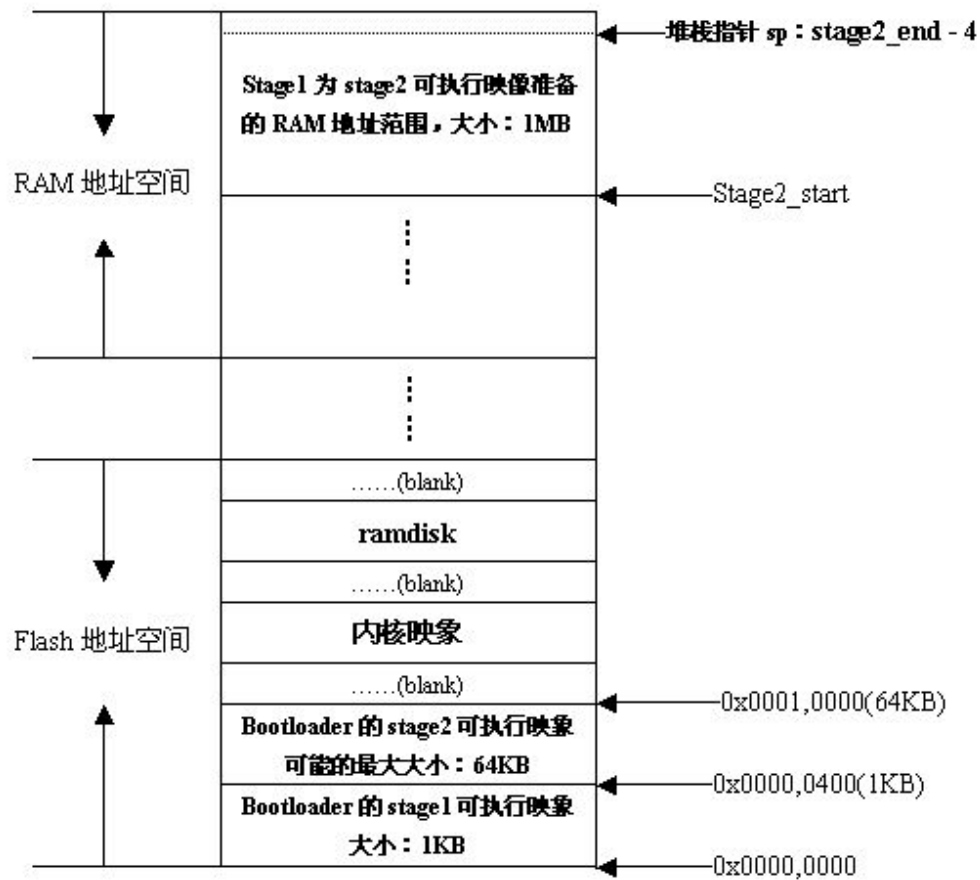 堆栈指针 sp：stage2_end - 4
Stage1 为 stage2 可执行映像准备
的 RAM 地址范围，大小：1MB
RAM 地址空间
Stage2_start
……(blank)
ramdisk
……(blank)
内核映象
Flash 地址空间
……(blank)
0x0001,0000(64KB)
Bootloader 的 stage2 可执行映象
可能的最大大小：64KB
0x0000,0400(1KB)
Bootloader 的 stage1 可执行映象
大小：1KB
0x0000,0000